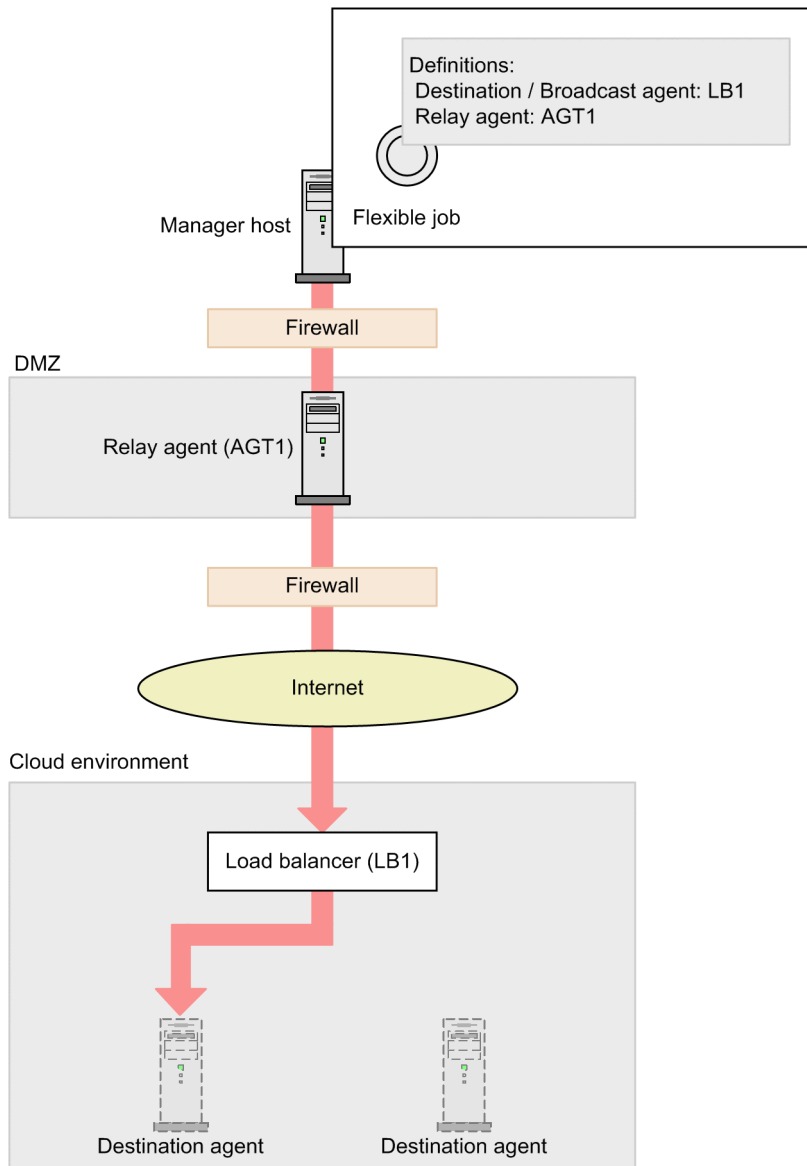 Definitions:
Destination / Broadcast agent: LB1
Relay agent: AGT1
Manager host
Flexible job
Firewall
DMZ
Relay agent (AGT1)
Firewall
Internet
Cloud environment
Load balancer (LB1)
Destination agent
Destination agent